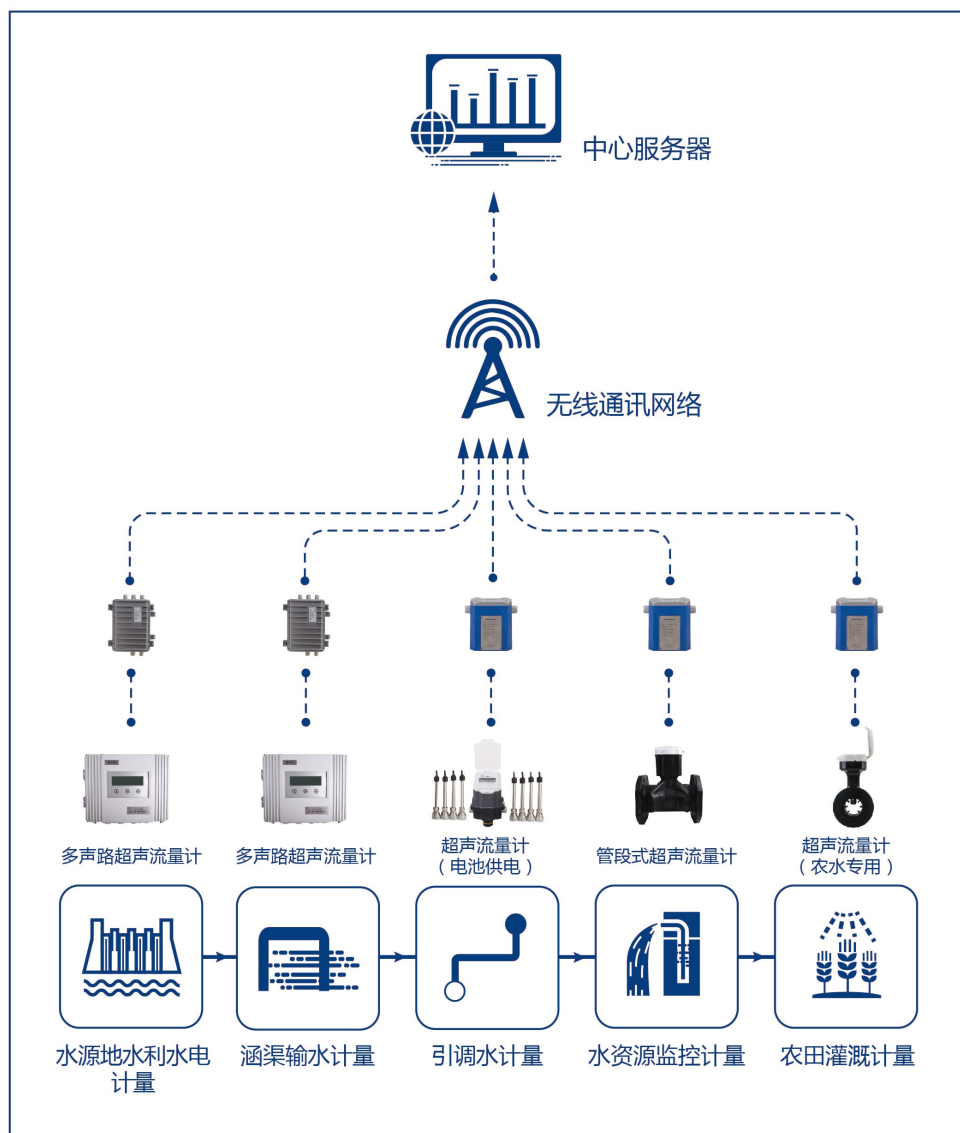 中心服务器
无线通讯网络
多声路超声流量计
多声路超声流量计
超声流量计
（电池供电）
管段式超声流量计
超声流量计
（农水专用）
水源地水利水电
计量
涵渠输水计量
引调水计量
水资源监控计量
农田灌溉计量